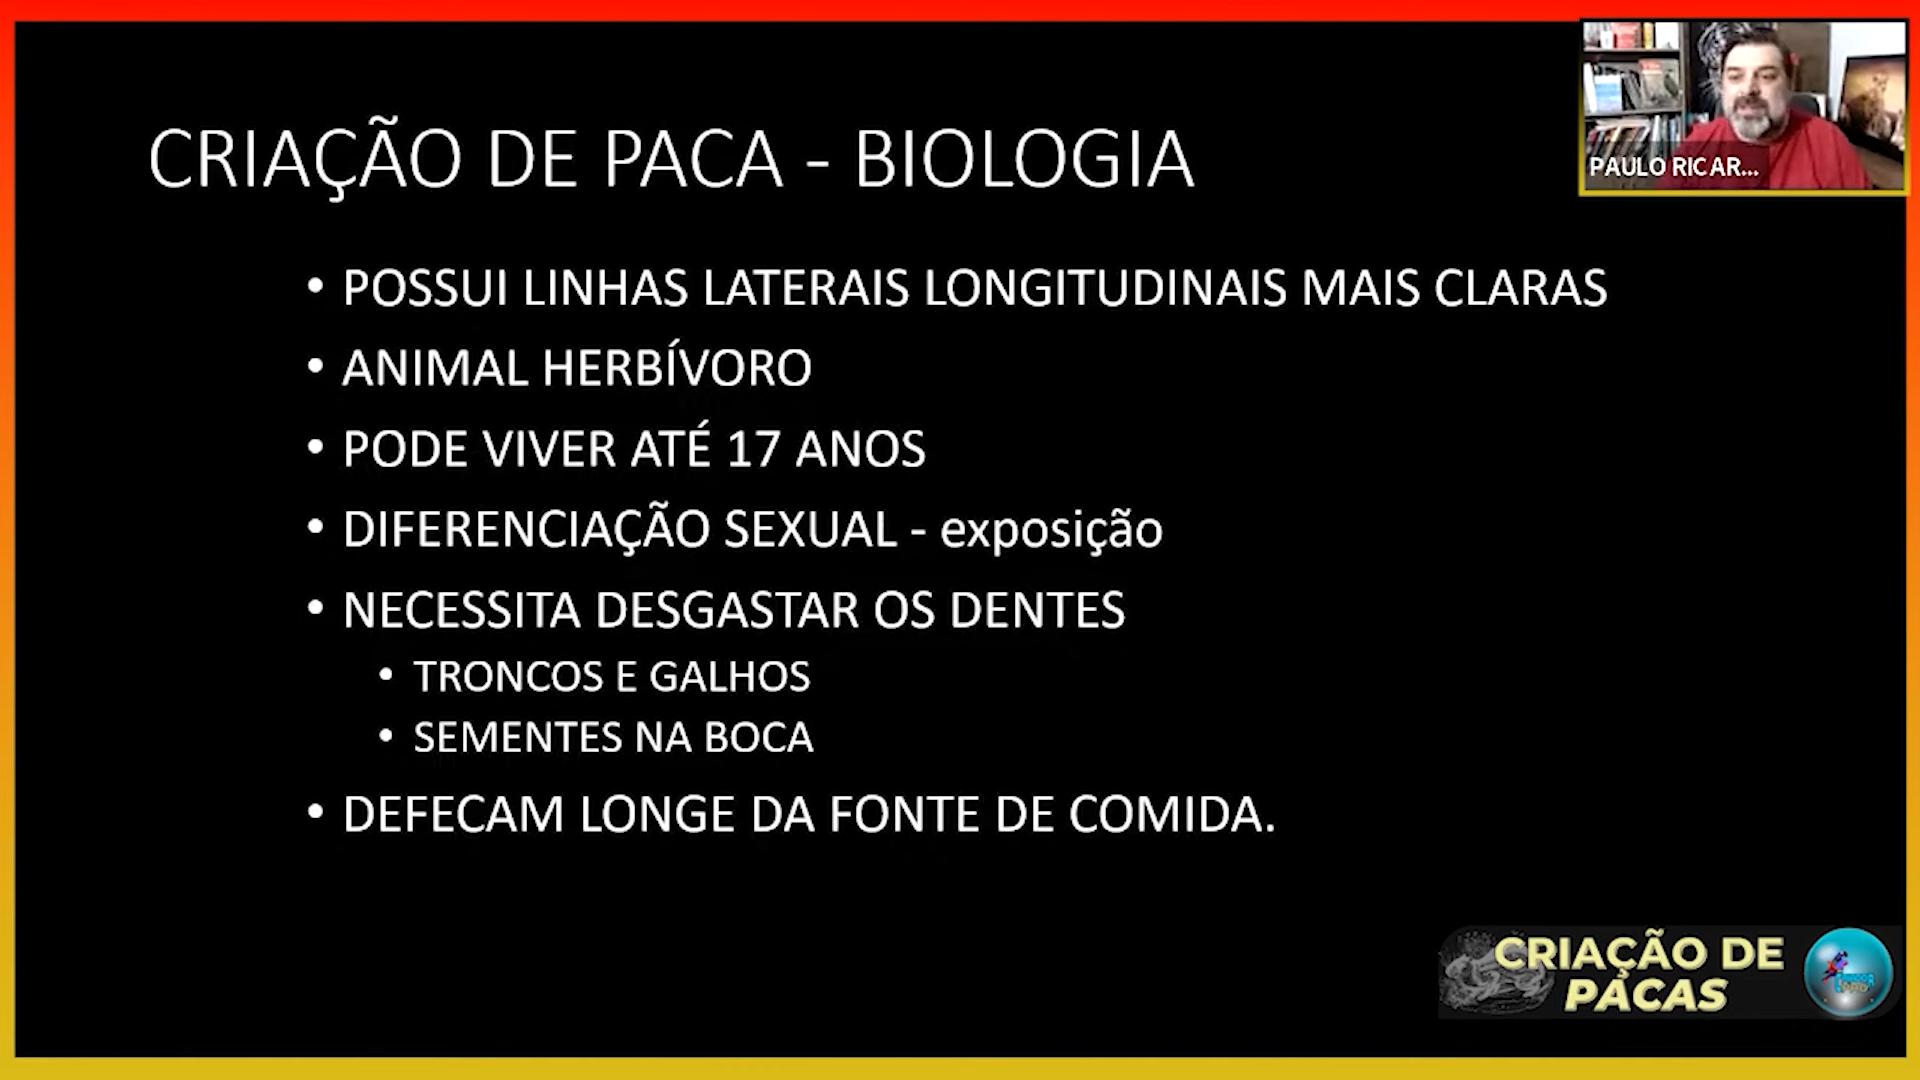 PAULO RICAR...
CRIAÇÃO DE PACA - BIOLOGIA
• POSSUI LINHAS LATERAIS LONGITUDINAIS MAIS CLARAS
• ANIMAL HERBÍVORO
• PODE VIVER ATÉ 17 ANOS
• DIFERENCIAÇÃO SEXUAL - exposição
• NECESSITA DESGASTAR OS DENTES
• TRONCOS E GALHOS
• SEMENTES NA BOCA
• DEFECAM LONGE DA FONTE DE COMIDA.
CRIAÇÃO DE
PACAS